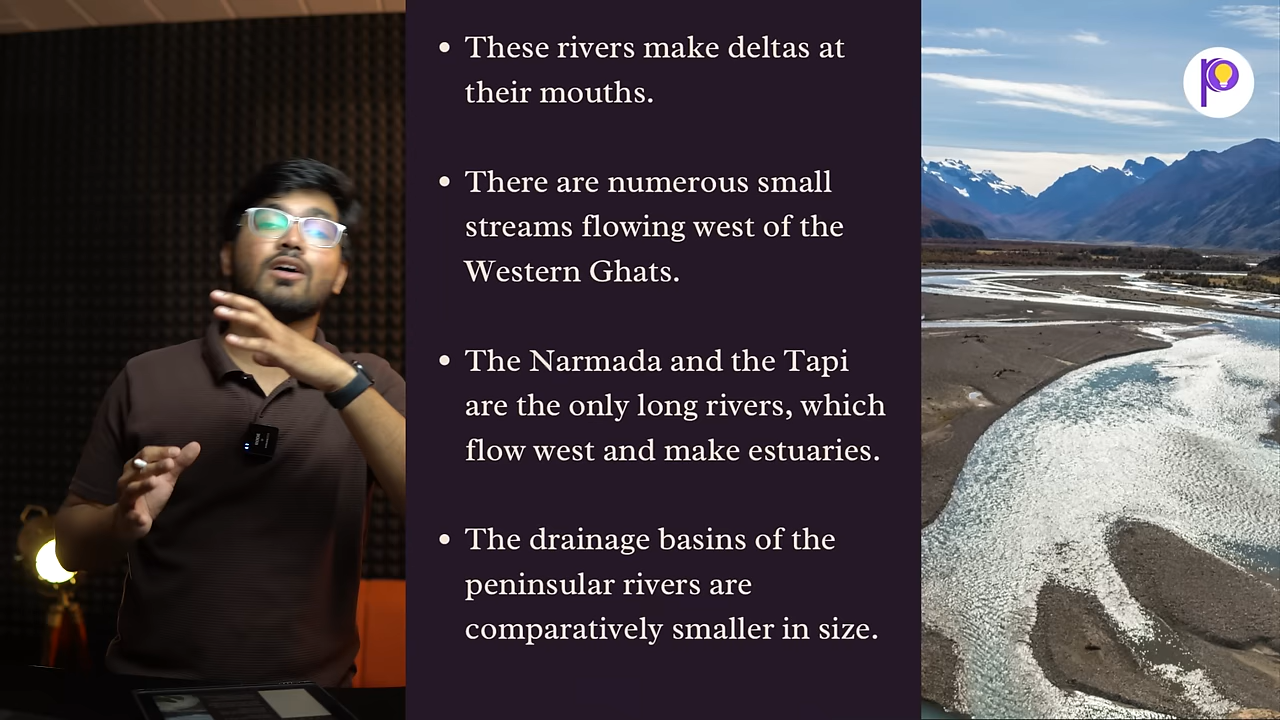 • These rivers make deltas at
their mouths.
• There are numerous small
streams flowing west of the
Western Ghats.
• The Narmada and the Tapi
are the only long rivers, which
flow west and make estuaries.
• The drainage basins of the
peninsular rivers are
comparatively smaller in size.